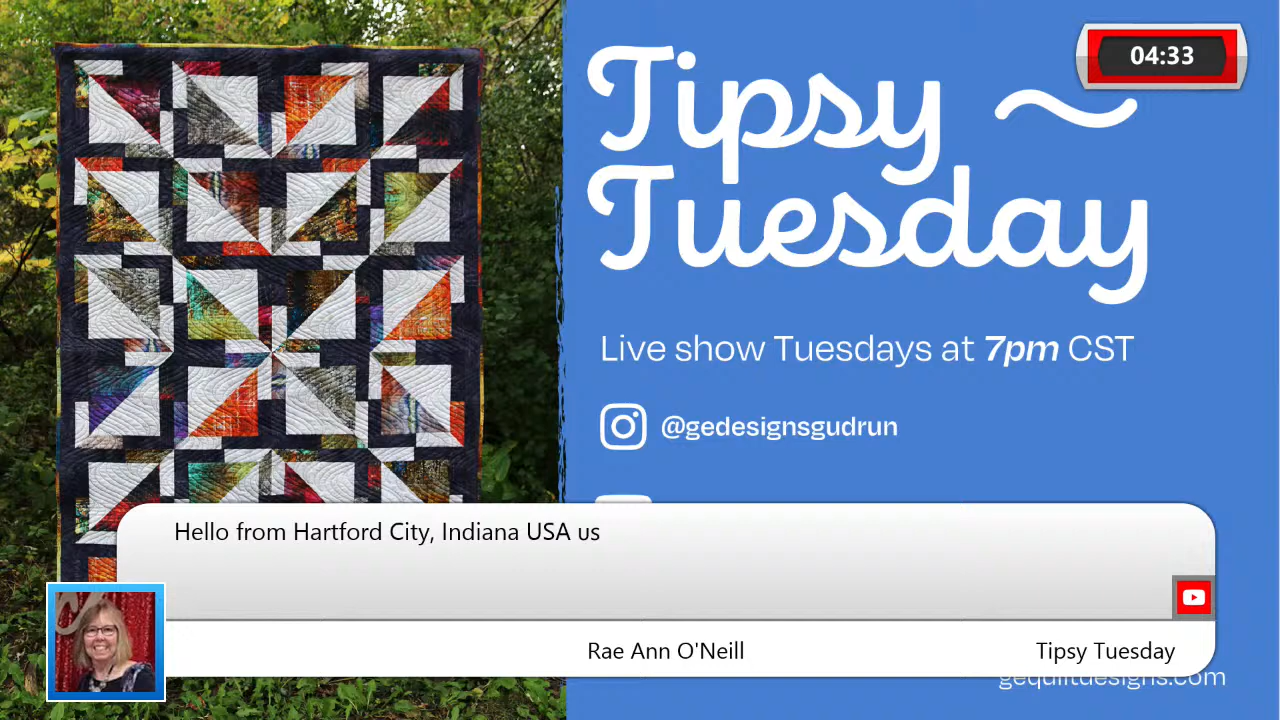 04:33
Tipsy ~
Tuesday
Live show Tuesdays at 7pm CST
@gedesignsgudrun
Hello from Hartford City, Indiana USA us
Rae Ann O'Neill
Tipsy Tuesday
gequiltdesigns.com